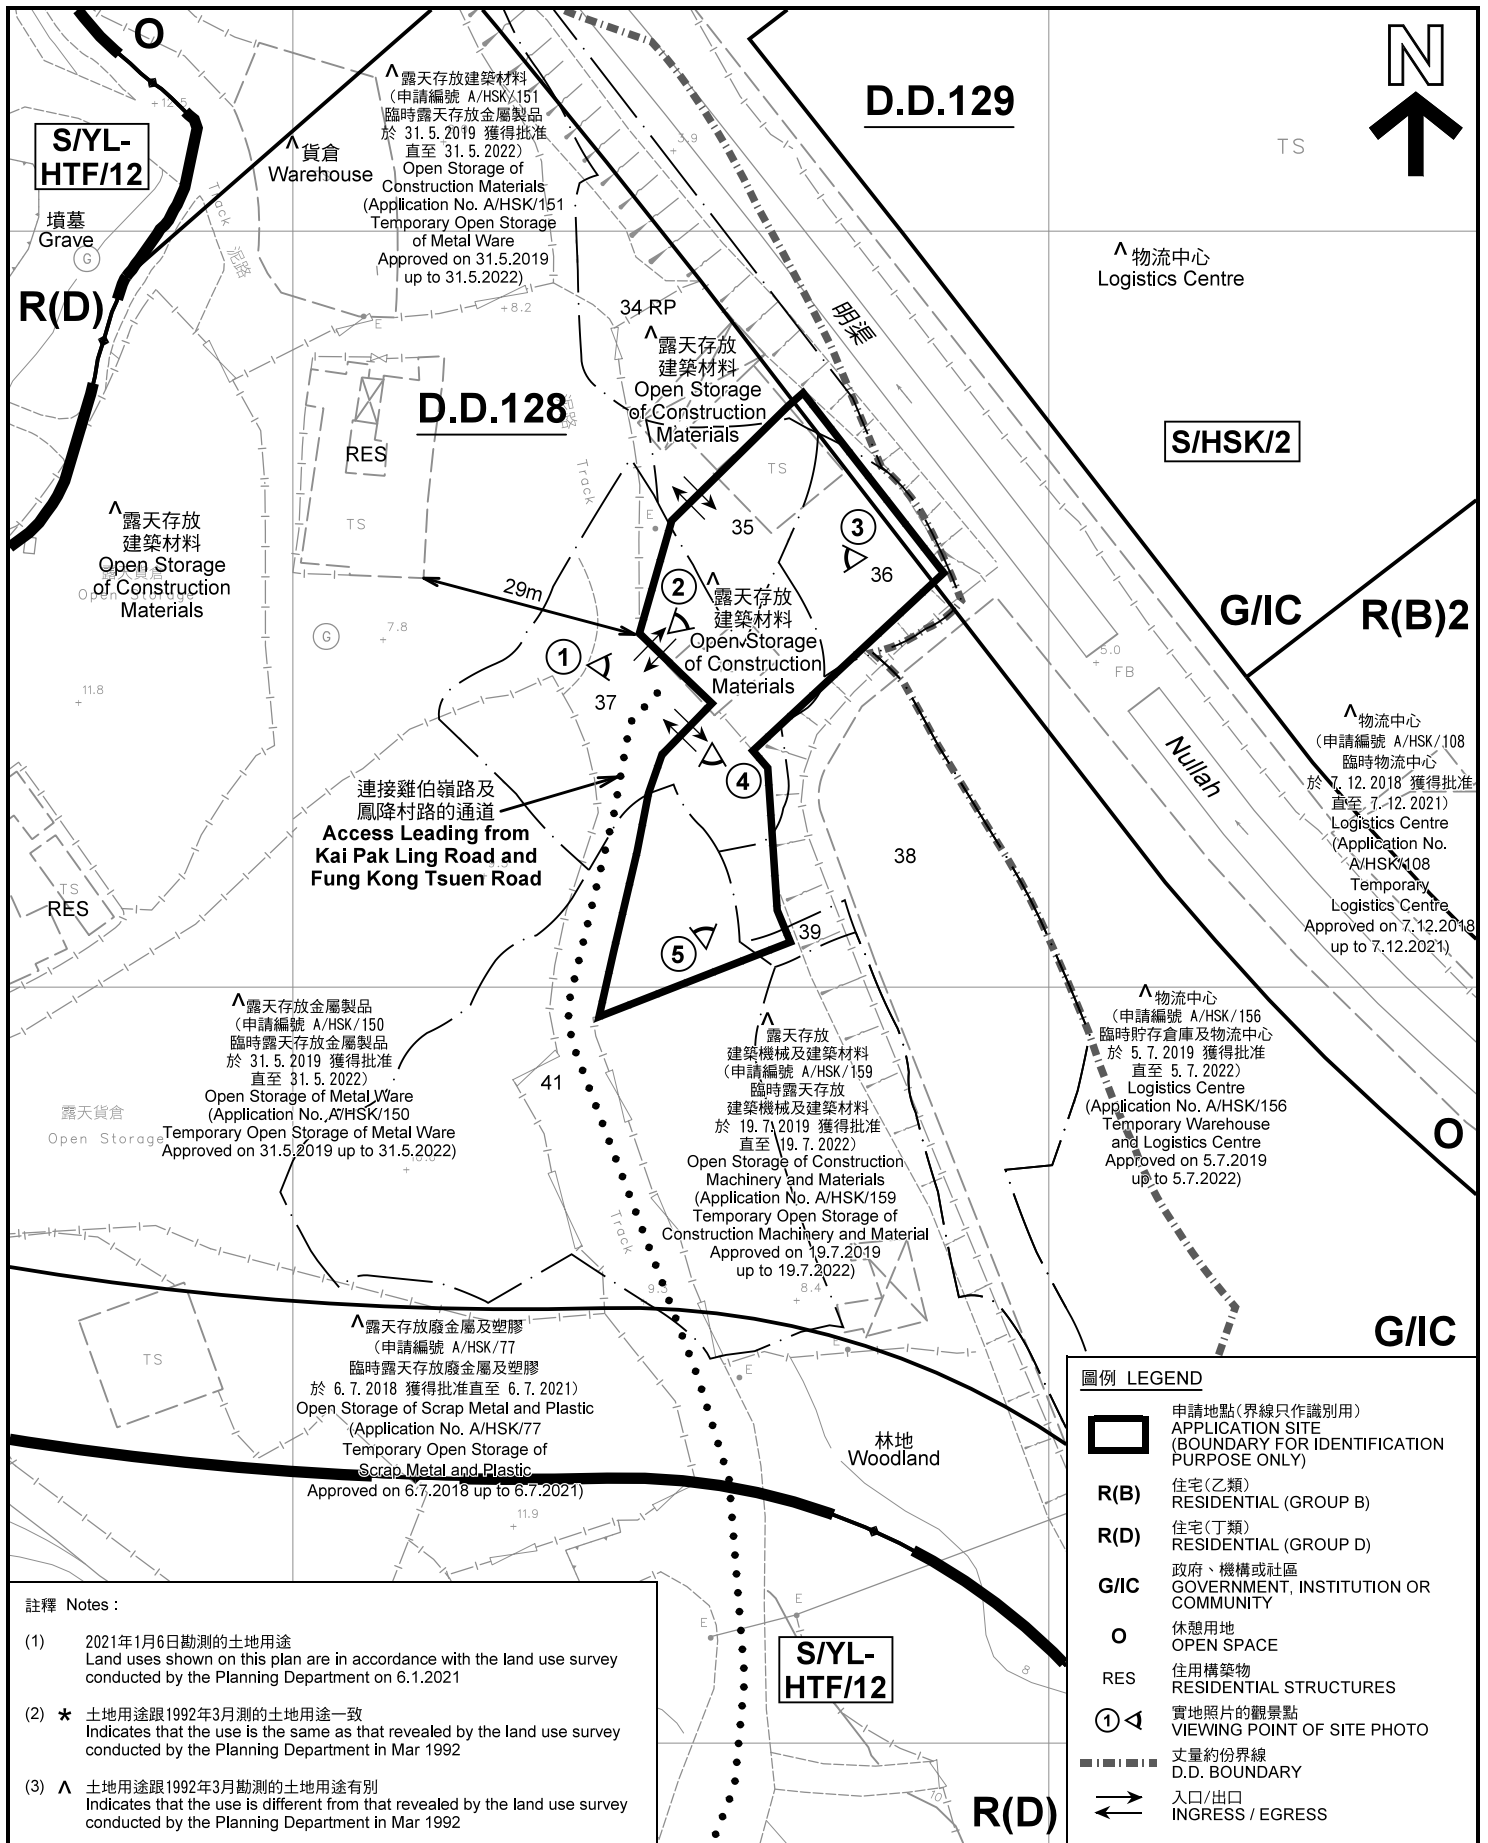 O
S/YL-
HTF/12
墳墓
Grave
G
R(D)
Track
泥路
+12.5
^ 貨倉
Warehouse
^ 露天存放建築材料
(申請編號 A/HSK/151
臨時露天存放金屬製品
於 31.5.2019 獲得批准
直至 31.5.2022)
Open Storage of
Construction Materials
(Application No. A/HSK/151
Temporary Open Storage
of Metal Ware
Approved on 31.5.2019
up to 31.5.2022)
3.9
D.D.129
TS
N
^ 物流中心
Logistics Centre
明渠
34 RP
+8.2
E
^ 露天存放
建築材料
Open Storage
of Construction
Materials
D.D.128
泥路
Track
RES
TS
S/HSK/2
^ 露天存放
建築材料
Open Storage
of Construction
Materials
露天貨倉
Open Storage
G
7.8
11.8
29m
E
TS
35
3
36
2
^ 露天存放
建築材料
Open Storage
of Construction
Materials
1
37
4
G/IC
R(B)2
5.0
FB
Nullah
^ 物流中心
(申請編號 A/HSK/108
臨時物流中心
於 7.12.2018 獲得批准
直至 7.12.2021)
Logistics Centre
(Application No.
A/HSK/108
Temporary
Logistics Centre
Approved on 7.12.2018
up to 7.12.2021)
連接雞伯嶺路及
鳳降村路的通道
Access Leading from
Kai Pak Ling Road and
Fung Kong Tsuen Road
38
TS
RES
39
5
^ 露天存放金屬製品
(申請編號 A/HSK/150
臨時露天存放金屬製品
於 31.5.2019 獲得批准
直至 31.5.2022)
Open Storage of Metal Ware
(Application No. A/HSK/150
Temporary Open Storage of Metal Ware
Approved on 31.5.2019 up to 31.5.2022)
露天貨倉
Open Storage
41
^
露天存放
建築機械及建築材料
(申請編號 A/HSK/159
臨時露天存放
建築機械及建築材料
於 19.7.2019 獲得批准
直至 19.7.2022)
Open Storage of Construction
Machinery and Materials
(Application No. A/HSK/159
Temporary Open Storage of
Construction Machinery and Material
Approved on 19.7.2019
up to 19.7.2022)
^ 物流中心
(申請編號 A/HSK/156
臨時貯存倉庫及物流中心
於 5.7.2019 獲得批准
直至 5.7.2022)
Logistics Centre
(Application No. A/HSK/156
Temporary Warehouse
and Logistics Centre
Approved on 5.7.2019
up to 5.7.2022)
O
Track
9.3
8.4
TS
^ 露天存放廢金屬及塑膠
(申請編號 A/HSK/77
臨時露天存放廢金屬及塑膠
於 6.7.2018 獲得批准直至 6.7.2021)
Open Storage of Scrap Metal and Plastic
(Application No. A/HSK/77
Temporary Open Storage of
Scrap Metal and Plastic
Approved on 6.7.2018 up to 6.7.2021)
11.9
E
E
林地
Woodland
G/IC
E
E
8
10
S/YL-
HTF/12
R(D)
註釋 Notes :
(1) 2021年1月6日勘測的土地用途
Land uses shown on this plan are in accordance with the land use survey
conducted by the Planning Department on 6.1.2021
(2) * 土地用途跟1992年3月測的土地用途一致
Indicates that the use is the same as that revealed by the land use survey
conducted by the Planning Department in Mar 1992
(3) ^ 土地用途跟1992年3月勘測的土地用途有別
Indicates that the use is different from that revealed by the land use survey
conducted by the Planning Department in Mar 1992
圖例 LEGEND
申請地點(界線只作識別用)
APPLICATION SITE
(BOUNDARY FOR IDENTIFICATION
PURPOSE ONLY)
R(B) 住宅(乙類)
RESIDENTIAL (GROUP B)
R(D) 住宅(丁類)
RESIDENTIAL (GROUP D)
G/IC 政府、機構或社區
GOVERNMENT, INSTITUTION OR
COMMUNITY
O 休憩用地
OPEN SPACE
RES 住用構築物
RESIDENTIAL STRUCTURES
1 實地照片的觀景點
VIEWING POINT OF SITE PHOTO
丈量約份界線
D.D. BOUNDARY
入口/出口
INGRESS / EGRESS